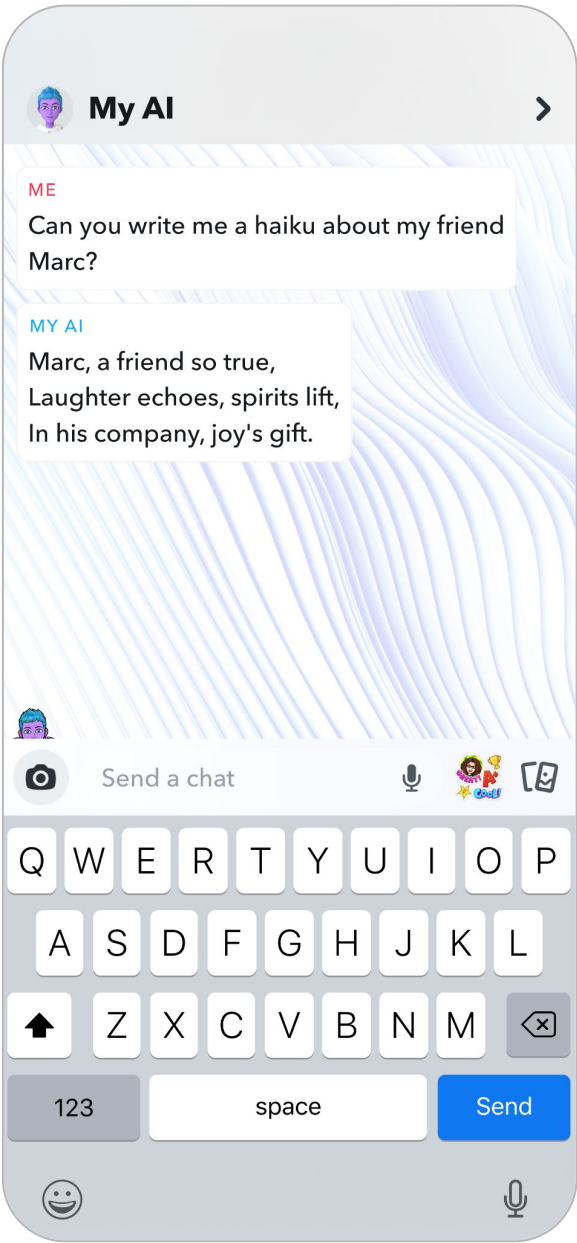 My AI
ME
Can you write me a haiku about my friend
Marc?
MY AI
Marc, a friend so true,
Laughter echoes, spirits lift,
In his company, joy's gift.
Send a chat
COOL!
Q W E R T Y U I O P
A S D F G H J K L
Z X C V B N M
123 space Send